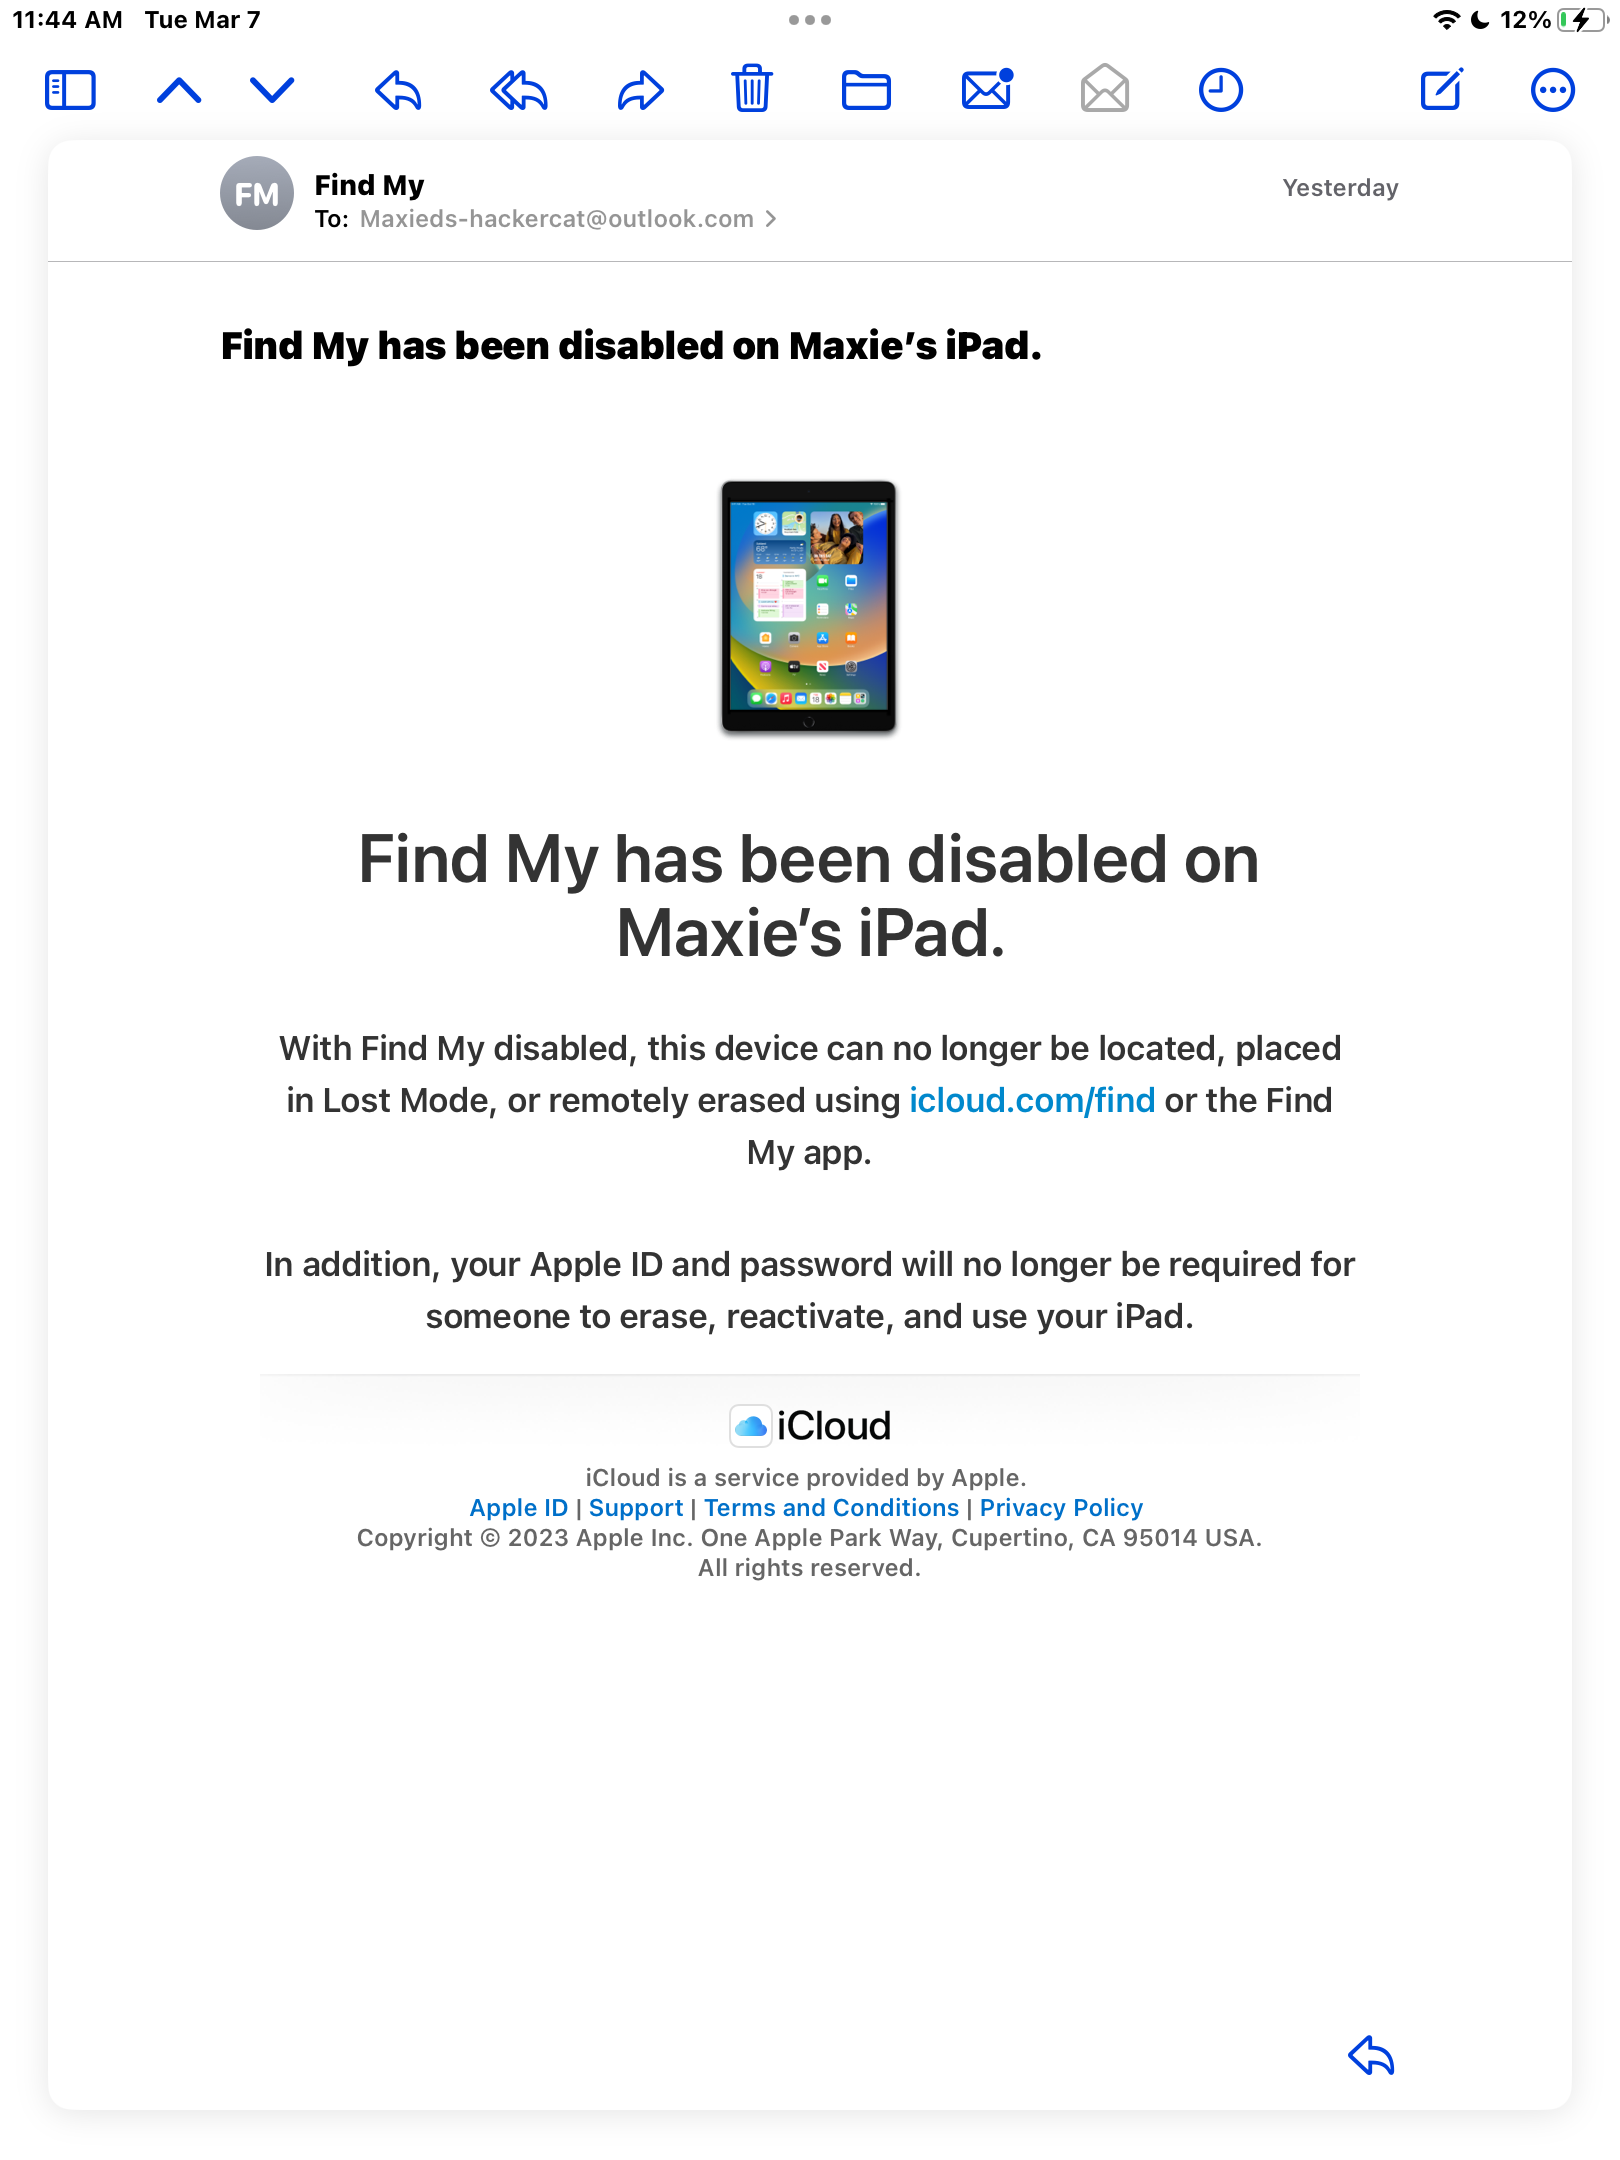 11:44 AM Tue Mar 7
12%
FM
Find My
Yesterday
To: Maxieds-hackercat@outlook.com
Find My has been disabled on Maxie’s iPad.
Find My has been disabled on
Maxie’s iPad.
With Find My disabled, this device can no longer be located, placed
in Lost Mode, or remotely erased using icloud.com/find or the Find
My app.
In addition, your Apple ID and password will no longer be required for
someone to erase, reactivate, and use your iPad.
iCloud
iCloud is a service provided by Apple.
Apple ID | Support | Terms and Conditions | Privacy Policy
Copyright © 2023 Apple Inc. One Apple Park Way, Cupertino, CA 95014 USA.
All rights reserved.